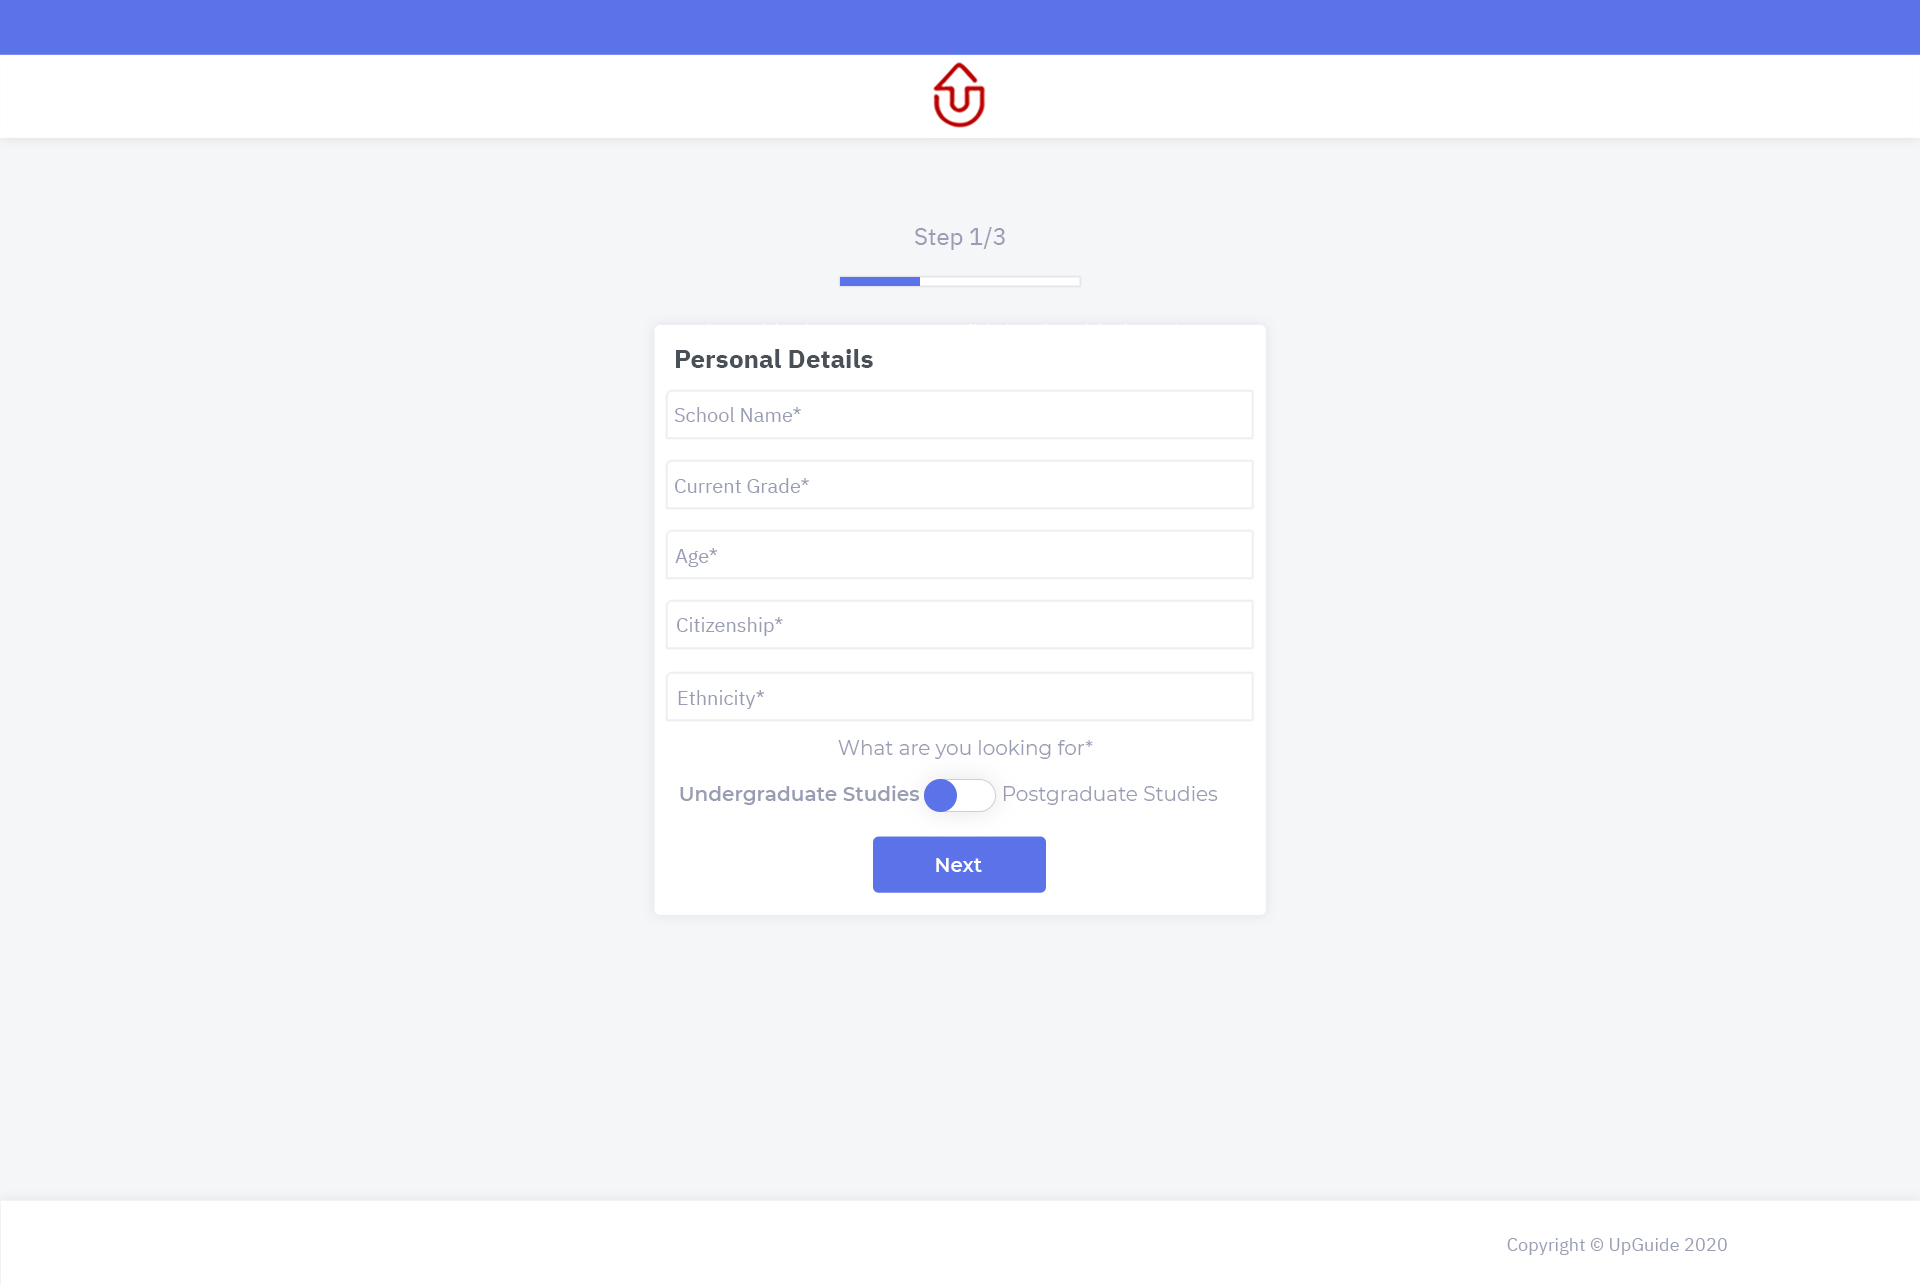 Step 1/3
Personal Details
School Name*
Current Grade*
Age*
Citizenship*
Ethnicity*
What are you looking for*
Undergraduate Studies Postgraduate Studies
Next
Copyright © UpGuide 2020